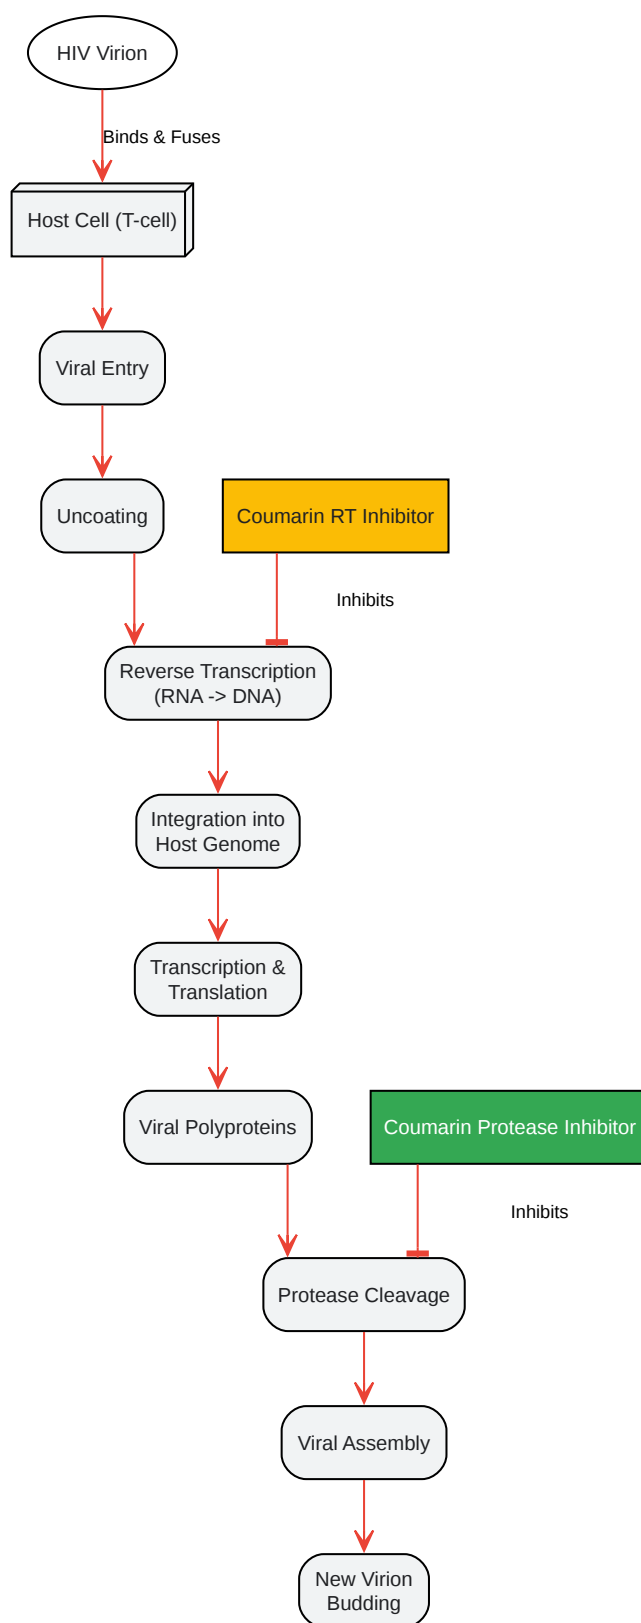 HIV Virion
Binds & Fuses
Host Cell (T-cell)
Viral Entry
Uncoating
Coumarin RT Inhibitor
Inhibits
Reverse Transcription
(RNA -> DNA)
Integration into
Host Genome
Transcription &
Translation
Viral Polyproteins
Coumarin Protease Inhibitor
Inhibits
Protease Cleavage
Viral Assembly
New Virion
Budding